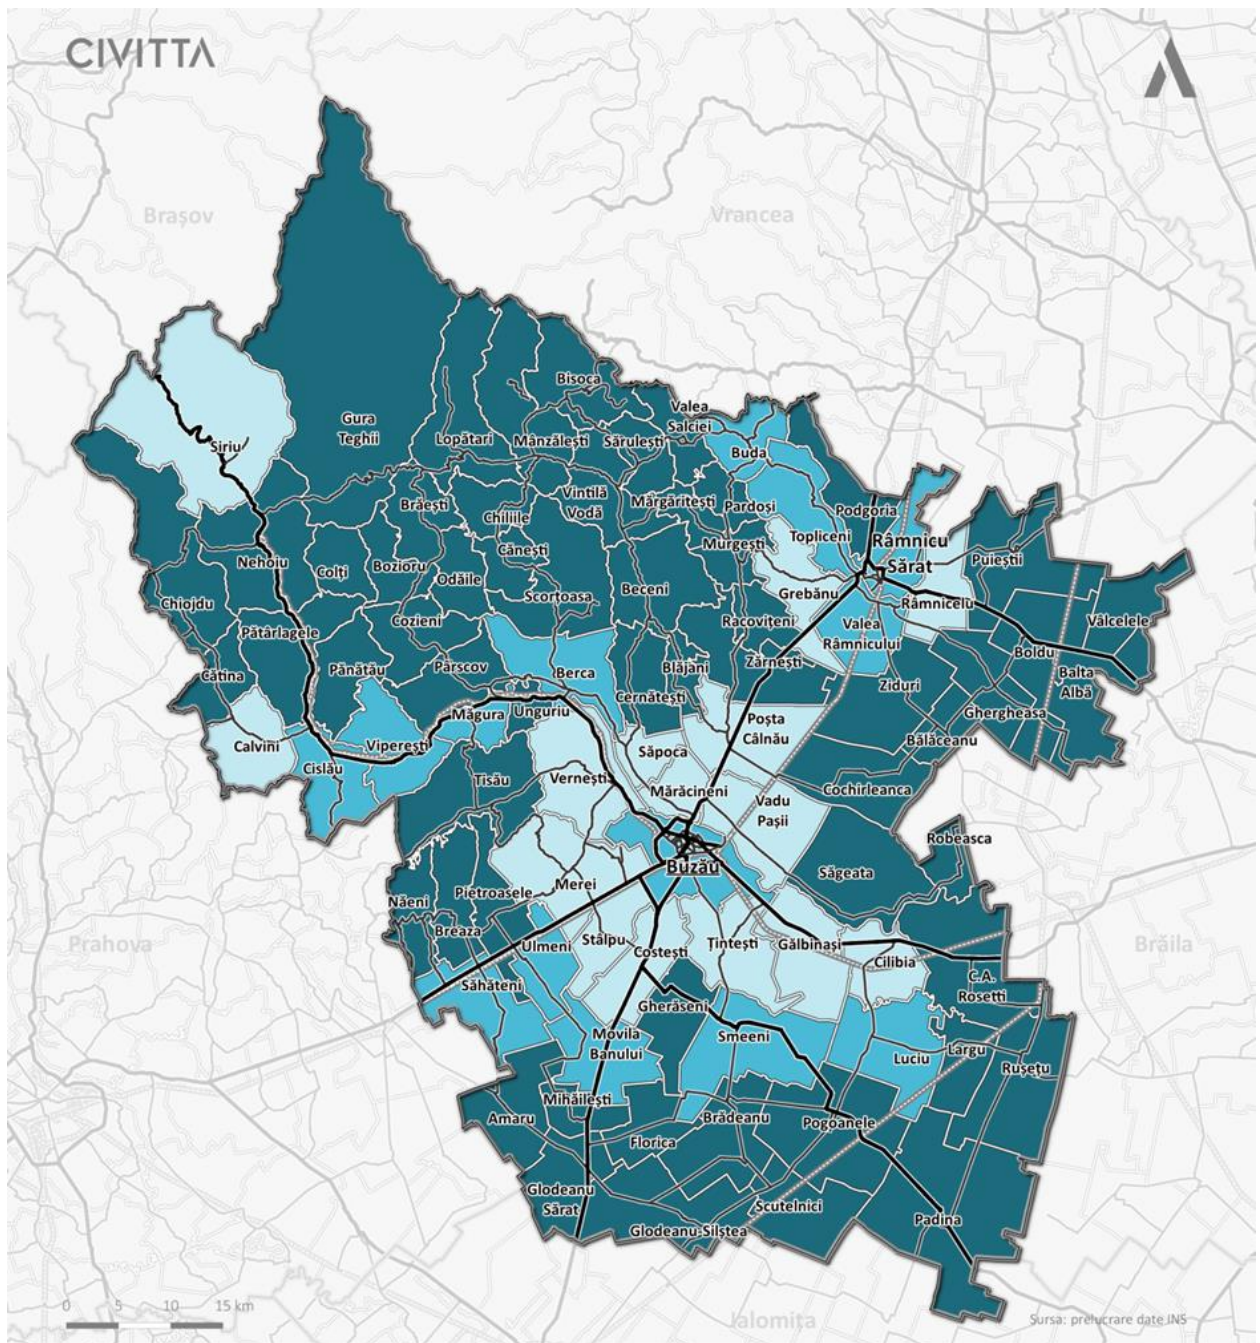 CIVITTA
Brașov
Vrancea
Bisoca
Valea
Salciei
Gura
Teghii
Lopătari
Mânzălești
Sărulești
Siriu
Buda
Vintilă
Vodă
Mărgăritești
Pardoși
Podgoria
Brăești
Chiliile
Topliceni
Râmnicu
Sărat
Murgești
Cănești
Puieștii
Nehoiu
Colți
Bozioru
Odăile
Scorțoasa
Beceni
Grebănu
Râmnicelu
Chiojdu
Cozieni
Racovițeni
Valea
Râmnicului
Vâlcelele
Pătârlagele
Boldu
Pănătău
Pârscov
Berca
Blăjani
Zărnești
Balta
Albă
Cătina
Cernătești
Ziduri
Măgura
Unguriu
Ghergheasa
Poșta
Câlnău
Calvini
Viperești
Bălăceanu
Săpoca
Cislău
Tisău
Vernești
Mărăcineni
Cochirleanca
Vadu
Pașii
Robeasca
Buzău
Săgeata
Merei
Pietroasele
Năeni
Breaza
Stâlpu
Țintești
Gălbinași
Prahova
Brăila
Ulmeni
Costești
Cilibia
Săhăteni
C.A.
Rosetti
Gherăseni
Movila
Banului
Smeeni
Luciu
Largu
Rușețu
Mihăilești
Amaru
Brădeanu
Pogoanele
Florica
Glodeanu
Sărat
Scutelnici
Padina
Glodeanu-Silștea
0 5 10 15 km
Ialomița
Sursa: prelucrare date INS